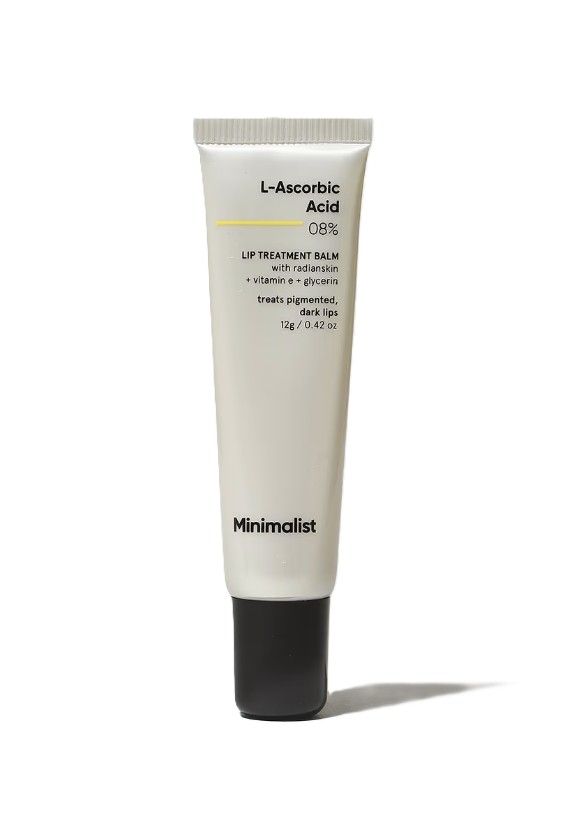 L-Ascorbic
Acid
08%
LIP TREATMENT BALM
with radianskin
+ vitamin e + glycerin
treats pigmented,
dark lips
12g / 0.42 oz
Minimalist